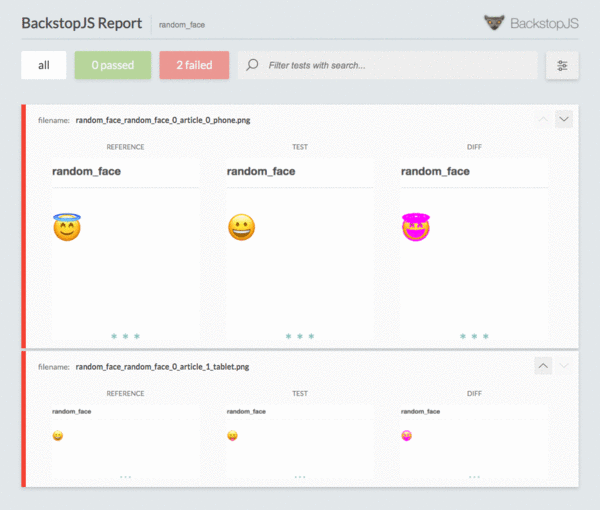 BackstopJS Report random_face BackstopJS
all 0 passed 2 failed Filter tests with search...
filename: random_face_random_face_0_article_0_phone.png
REFERENCE TEST DIFF
random_face random_face random_face
* * * * * * * * *
filename: random_face_random_face_0_article_1_tablet.png
REFERENCE TEST DIFF
random_face random_face random_face
* * * * * * * * *